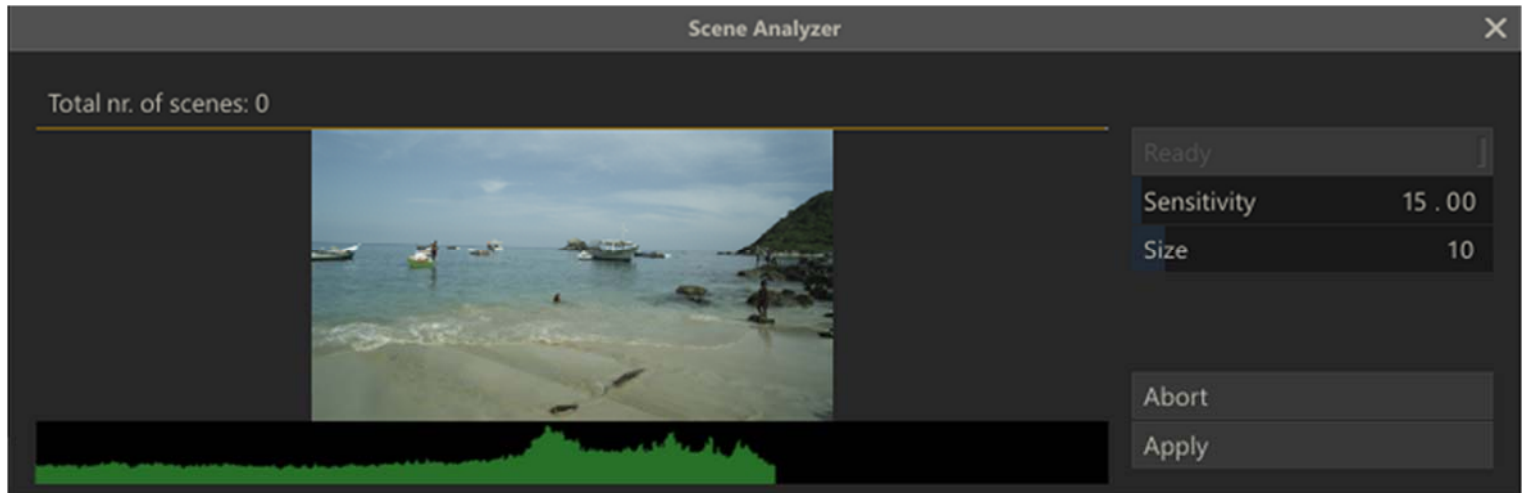 Scene Analyzer
Total nr. of scenes: 0
Ready
Sensitivity 15 . 00
Size 10
Abort
Apply